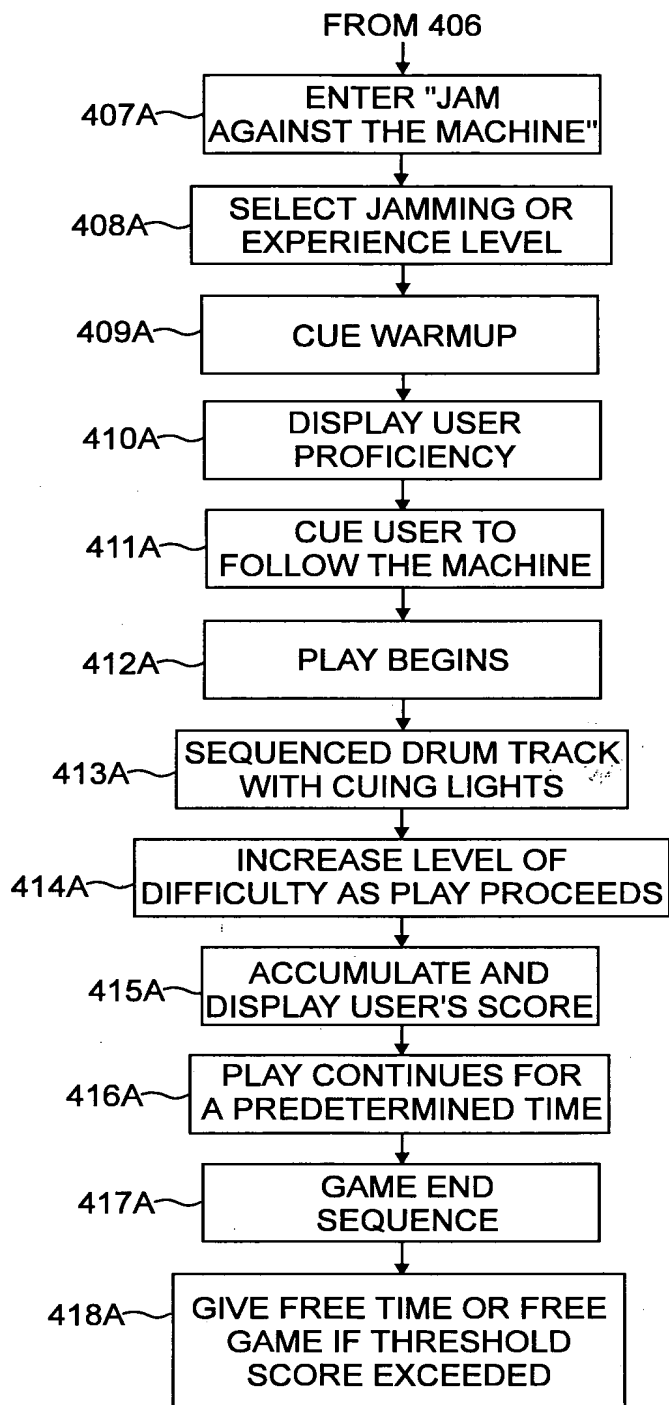 FROM 406
407A
ENTER "JAM
AGAINST THE MACHINE"
408A
SELECT JAMMING OR
EXPERIENCE LEVEL
409A
CUE WARMUP
410A
DISPLAY USER
PROFICIENCY
411A
CUE USER TO
FOLLOW THE MACHINE
412A
PLAY BEGINS
413A
SEQUENCED DRUM TRACK
WITH CUING LIGHTS
414A
INCREASE LEVEL OF
DIFFICULTY AS PLAY PROCEEDS
415A
ACCUMULATE AND
DISPLAY USER'S SCORE
416A
PLAY CONTINUES FOR
A PREDETERMINED TIME
417A
GAME END
SEQUENCE
418A
GIVE FREE TIME OR FREE
GAME IF THRESHOLD
SCORE EXCEEDED